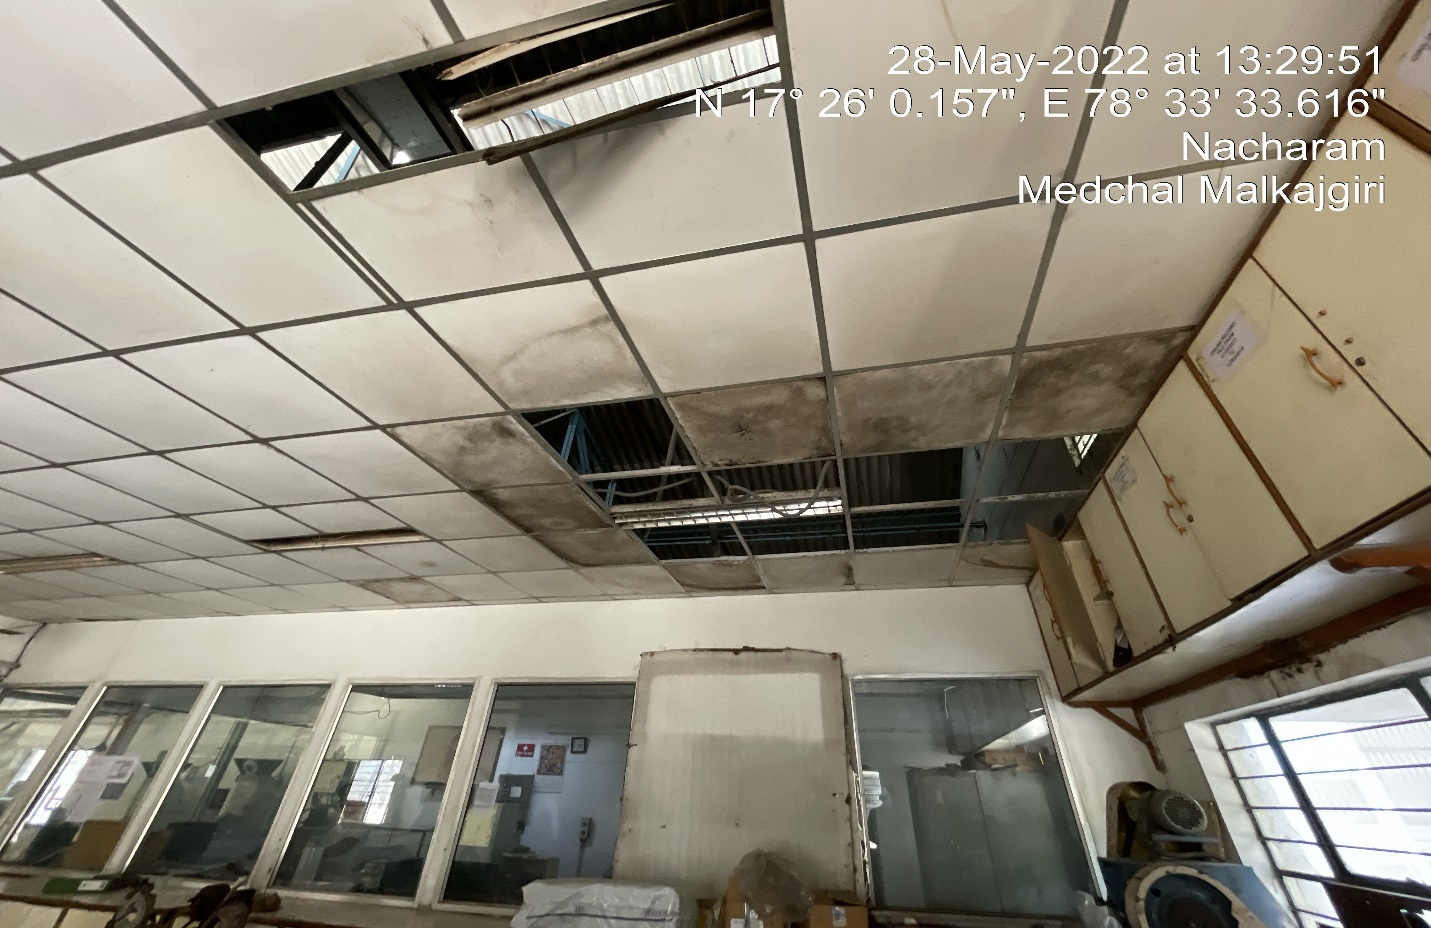 28-May-2022 at 13:29:51
N 17° 26' 0.157", E 78° 33' 33.616"
Nacharam
Medchal Malkajgiri